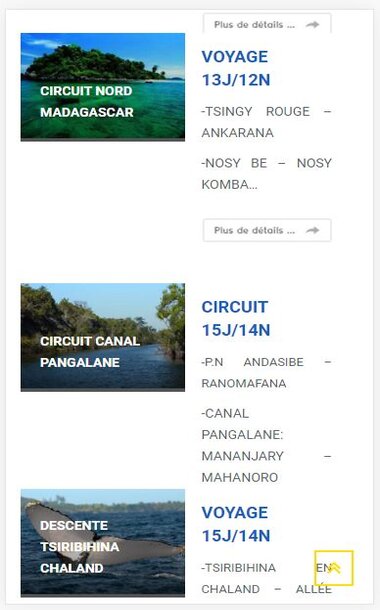 Plus de détails ...
CIRCUIT NORD
MADAGASCAR
VOYAGE
13J/12N
-TSINGY ROUGE –
ANKARANA
-NOSY BE – NOSY
KOMBA...
Plus de détails ...
CIRCUIT CANAL
PANGALANE
CIRCUIT
15J/14N
-P.N ANDASIBE –
RANOMAFANA
-CANAL
PANGALANE:
MANANJARY –
MAHANORO
DESCENTE
TSIRIBIHINA
CHALAND
VOYAGE
15J/14N
-TSIRIBIHINA EN
CHALAND – ALLÉE